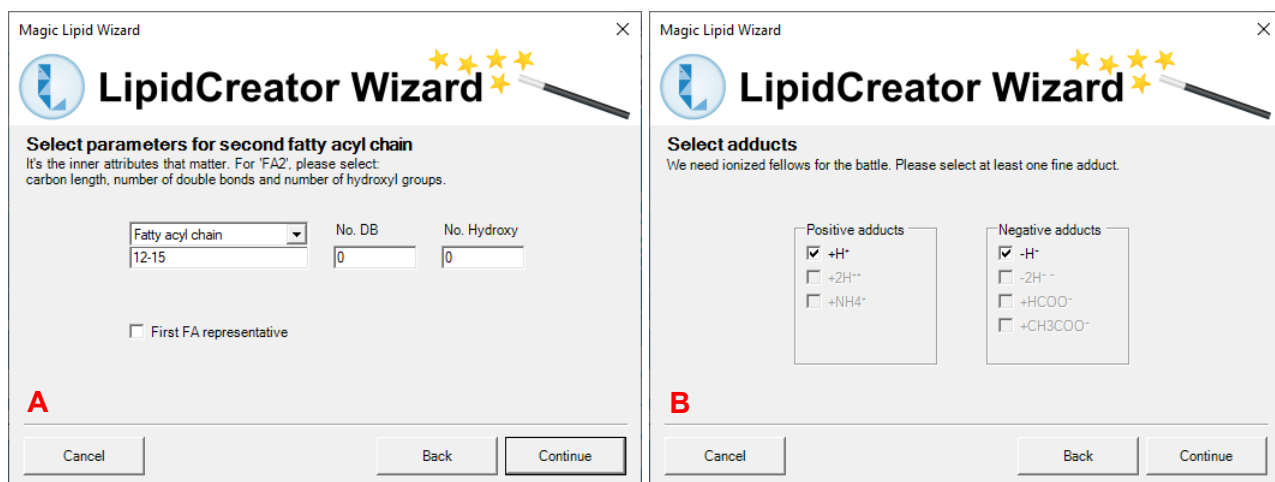 Magic Lipid Wizard
LipidCreator Wizard
Select parameters for second fatty acyl chain
It's the inner attributes that matter. For 'FA2', please select:
carbon length, number of double bonds and number of hydroxyl groups.
Fatty acyl chain
No. DB
No. Hydroxy
12-15
0
0
First FA representative
A
Cancel
Back
Continue
Magic Lipid Wizard
LipidCreator Wizard
Select adducts
We need ionized fellows for the battle. Please select at least one fine adduct.
Positive adducts
+H⁺
+2H⁺⁺
+NH4⁺
Negative adducts
-H⁻
-2H⁻ ⁻
+HCOO⁻
+CH3COO⁻
B
Cancel
Back
Continue